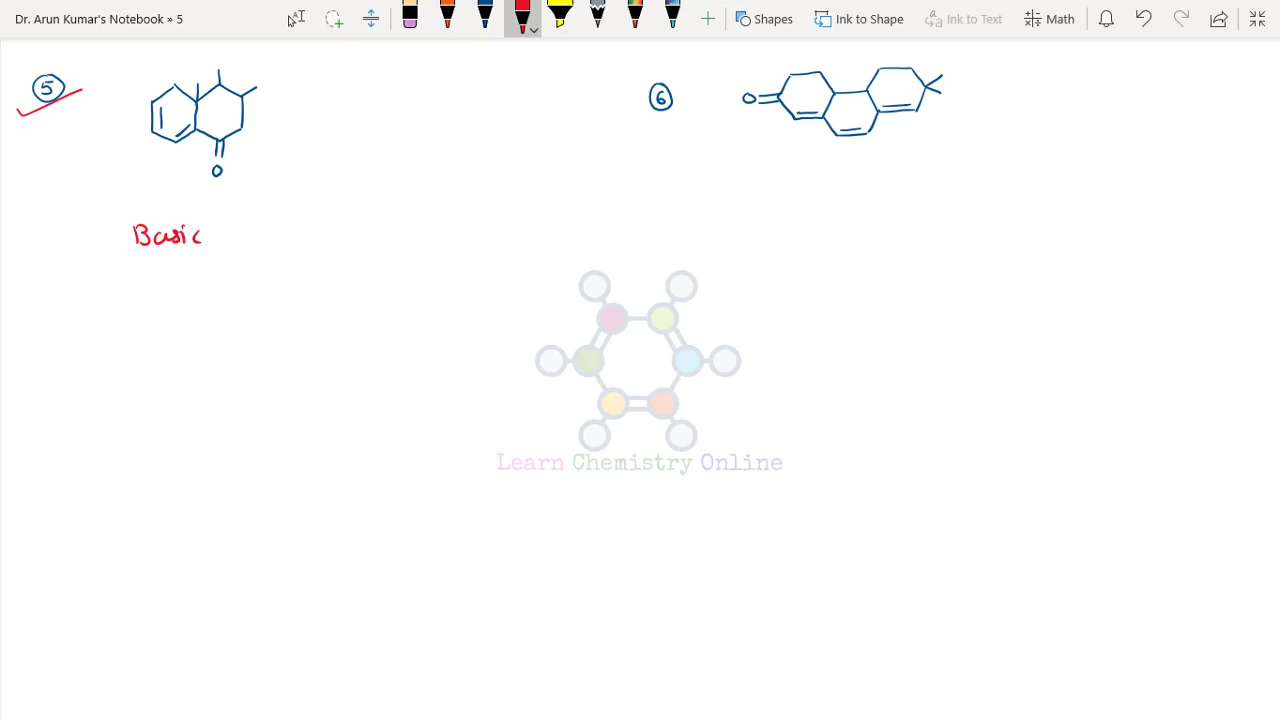 Dr. Arun Kumar's Notebook » 5
Shapes
Ink to Shape
Ink to Text
Math
5
6
O
O
Basic
Learn Chemistry Online